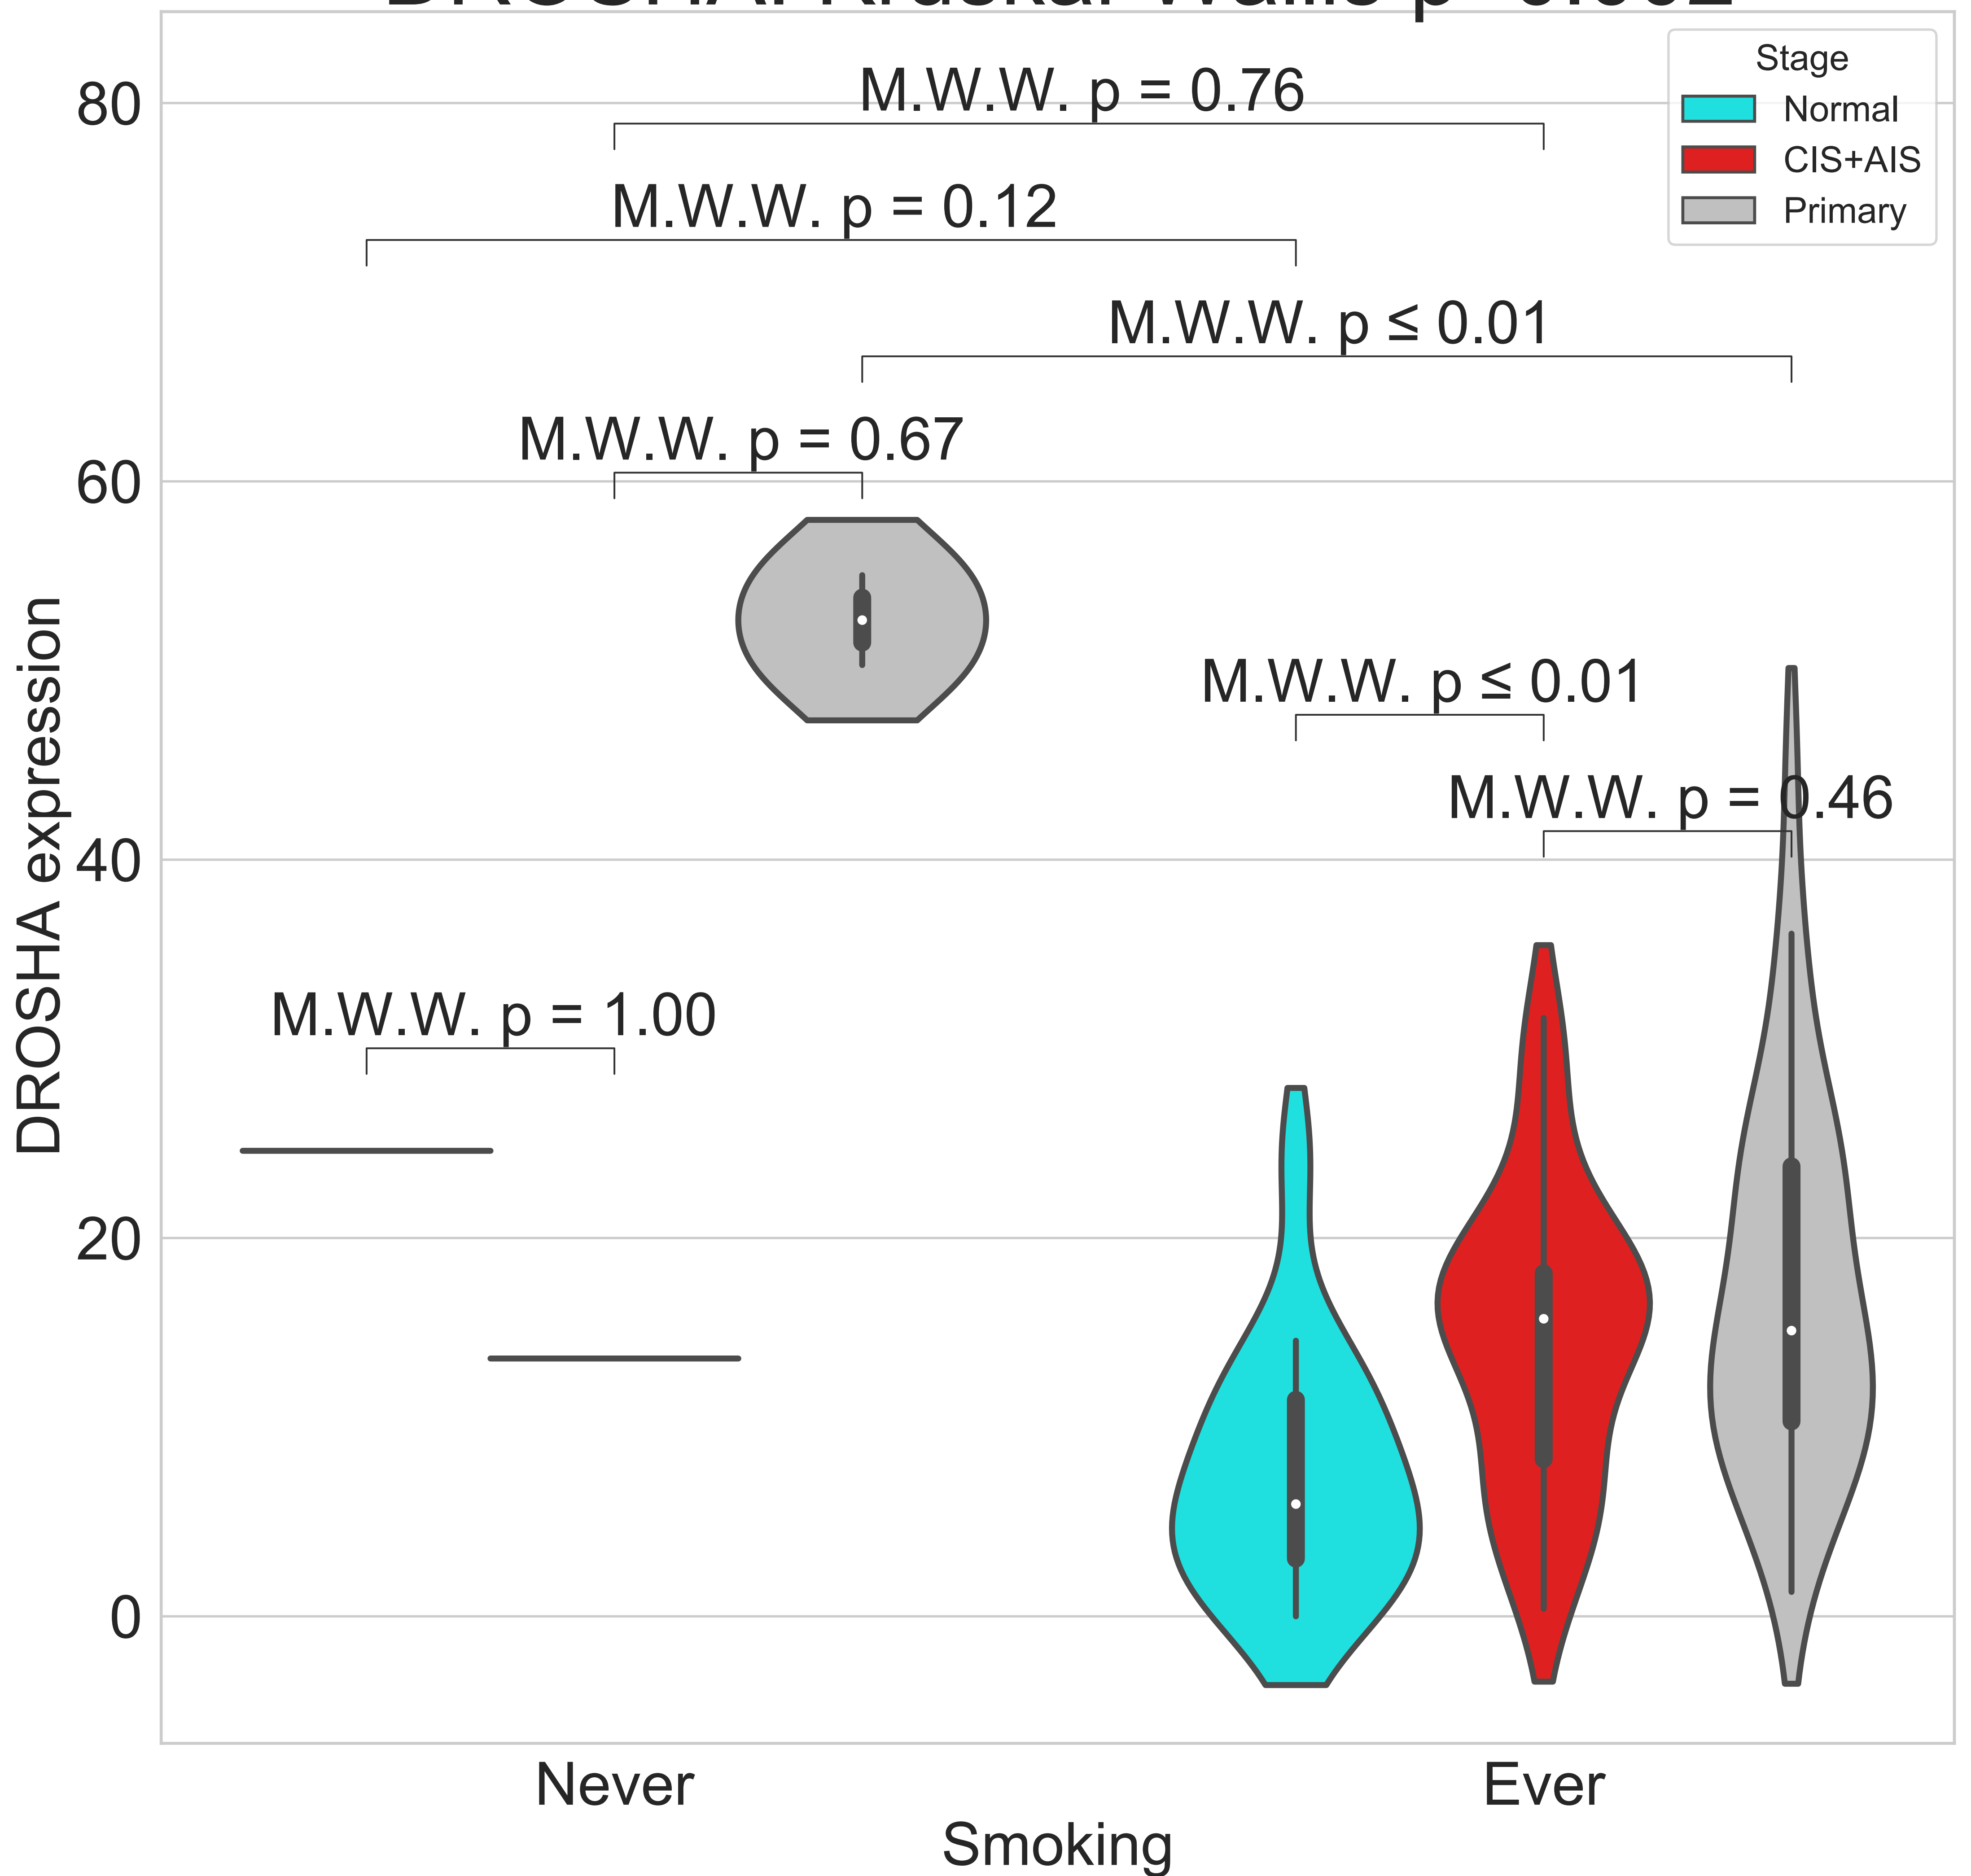 Stage
Normal
CIS+AIS
Primary
M.W.W. p = 0.76
M.W.W. p = 0.12
M.W.W. p ≤ 0.01
M.W.W. p = 0.67
M.W.W. p ≤ 0.01
M.W.W. p = 0.46
M.W.W. p = 1.00
80
60
40
20
0
DROSHA expression
Never
Ever
Smoking